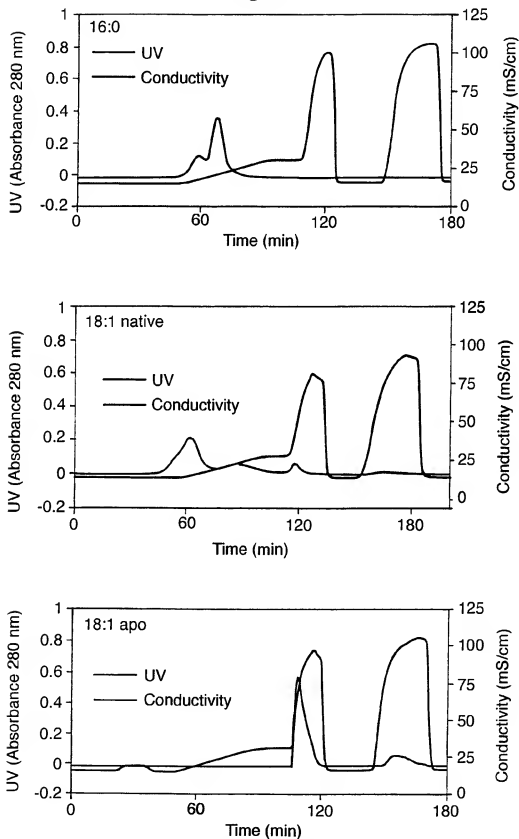 16:0
UV
Conductivity
UV (Absorbance 280 nm)
1
0.8
0.6
0.4
0.2
0
-0.2
125
100
75
50
25
0
Conductivity (mS/cm)
0 60 120 180
Time (min)
18:1 native
UV
Conductivity
UV (Absorbance 280 nm)
1
0.8
0.6
0.4
0.2
0
-0.2
125
100
75
50
25
0
Conductivity (mS/cm)
0 60 120 180
Time (min)
18:1 apo
UV
Conductivity
UV (Absorbance 280 nm)
1
0.8
0.6
0.4
0.2
0
-0.2
125
100
75
50
25
0
Conductivity (mS/cm)
0 60 120 180
Time (min)